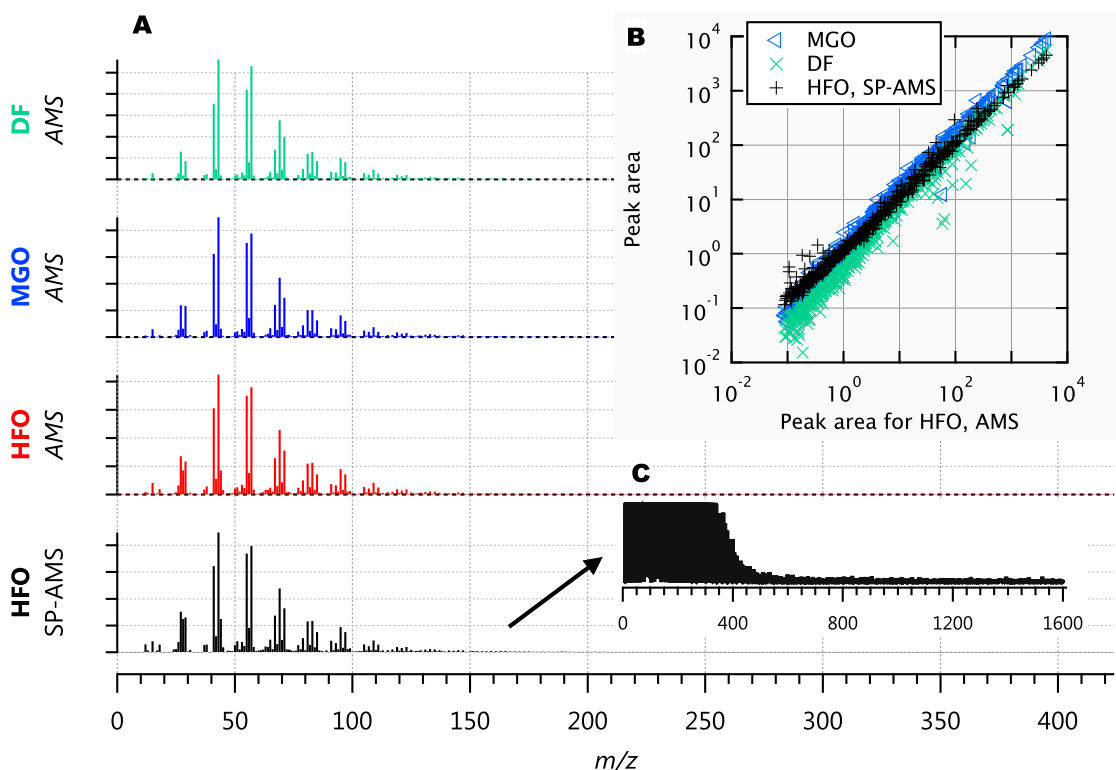 A
DF
AMS
MGO
AMS
HFO
AMS
HFO
SP-AMS
0
50
100
150
200
250
300
350
400
m/z
B
MGO
DF
HFO, SP-AMS
10^4
10^3
10^2
10^1
10^0
10^-1
10^-2
Peak area
10^-2
10^0
10^2
10^4
Peak area for HFO, AMS
C
0
400
800
1200
1600